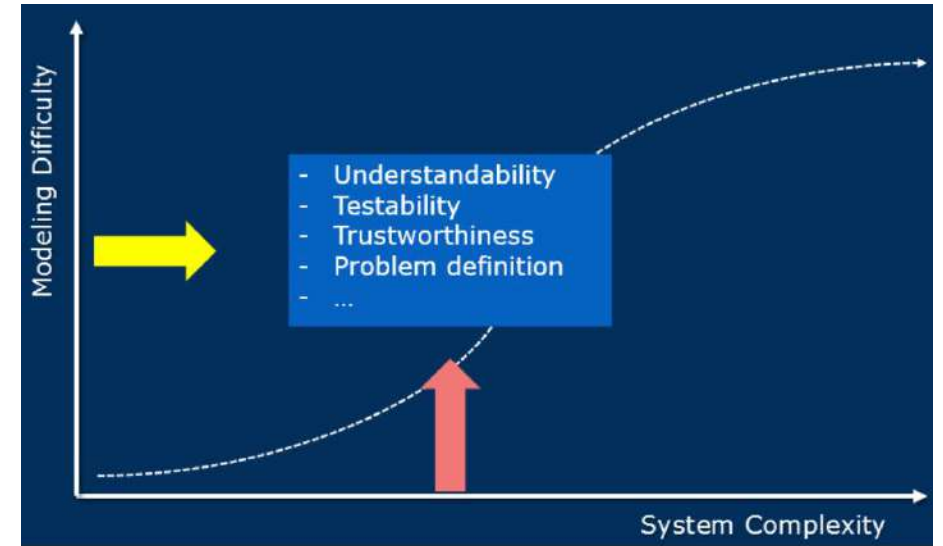 Modeling Difficulty
- Understandability
- Testability
- Trustworthiness
- Problem definition
- ...
System Complexity